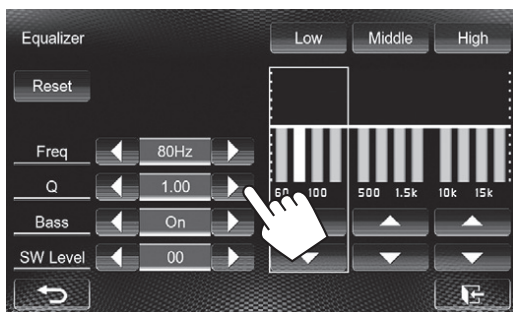 Equalizer Low Middle High
Reset
Freq 80Hz
Q 1.00
60 100 500 1.5k 10k 15k
Bass On
SW Level 00